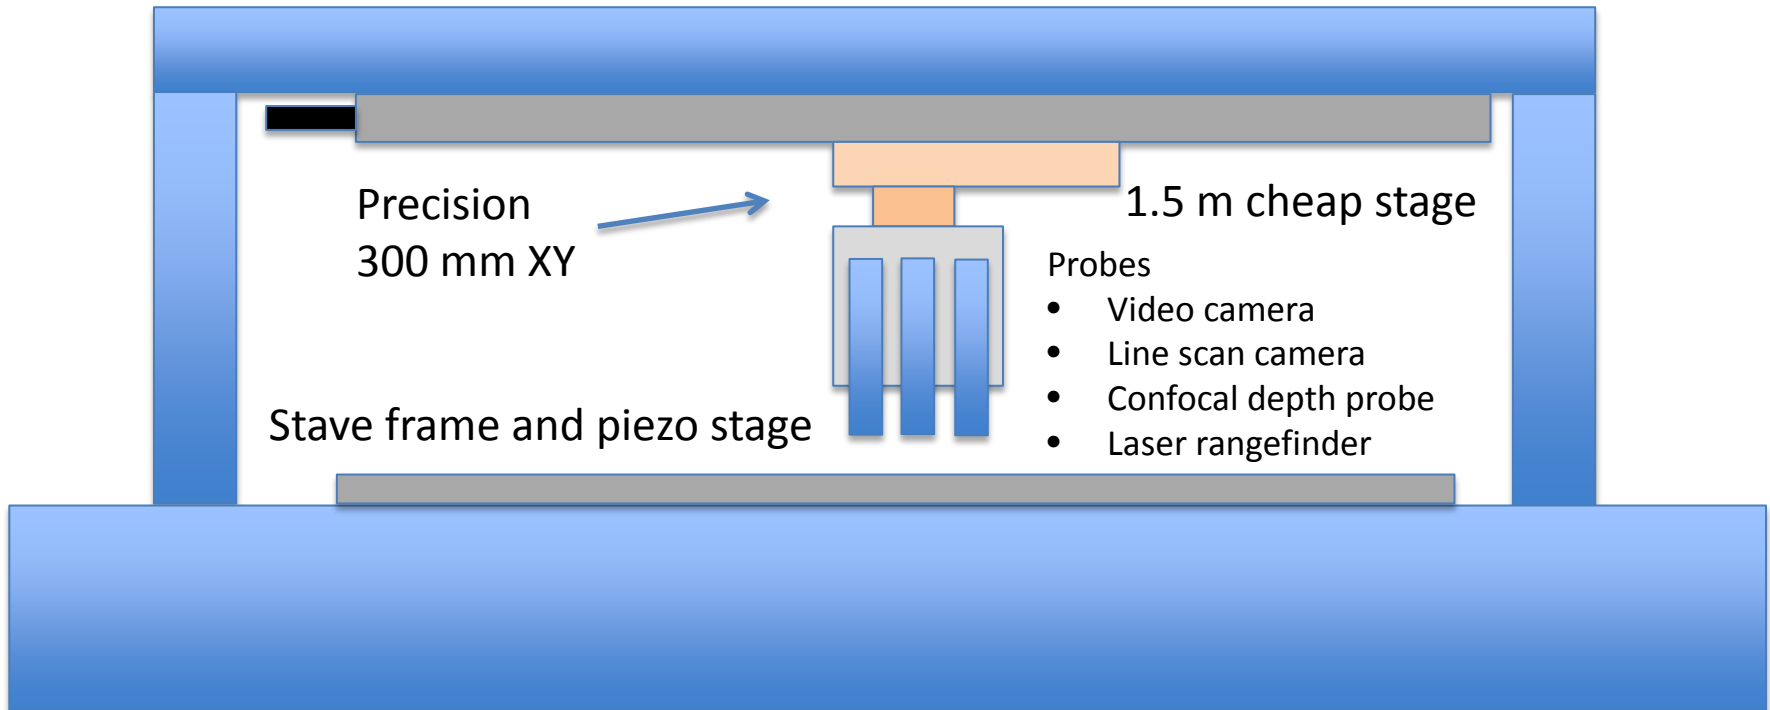 Precision
300 mm XY
1.5 m cheap stage
Probes
• Video camera
• Line scan camera
• Confocal depth probe
• Laser rangefinder
Stave frame and piezo stage